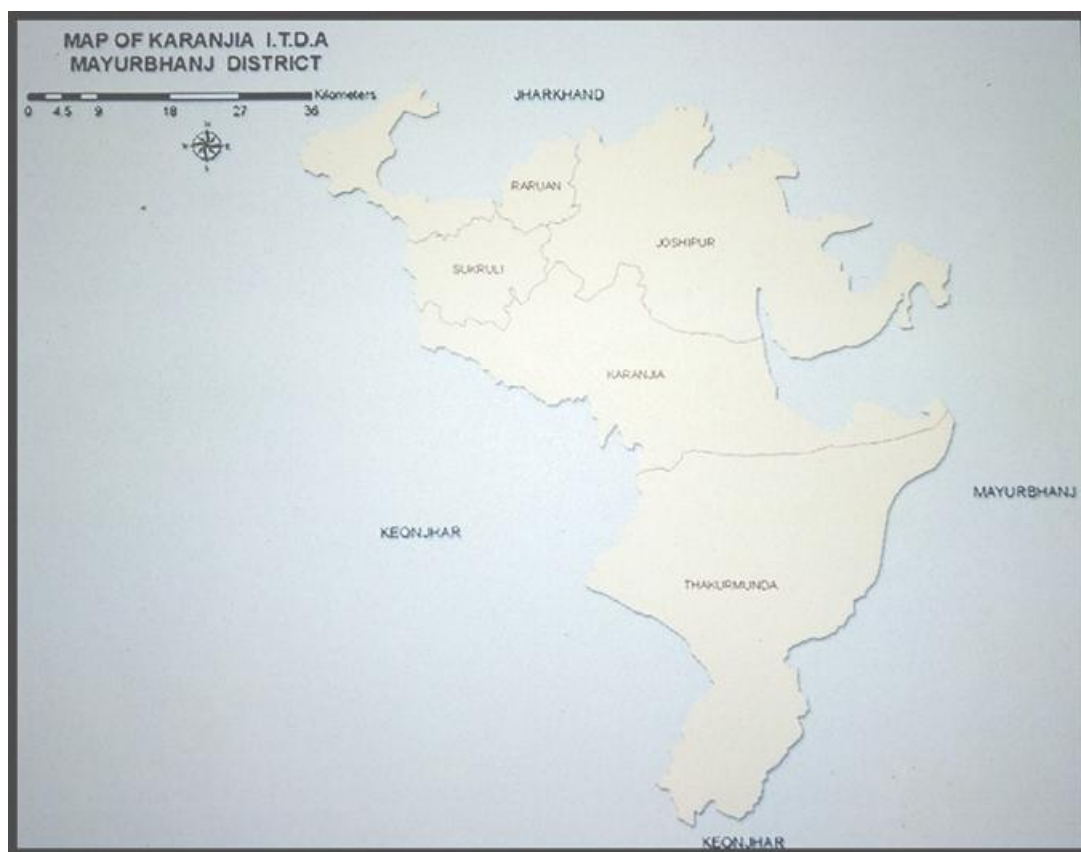 MAP OF KARANJIA I.T.D.A
MAYURBHANJ DISTRICT
Kilometers
0 4.5 9 18 27 36
N
W E
S
JHARKHAND
RARUAN
JOSHIPUR
SUKRULI
KARANJIA
MAYURBHANJ
KEONJHAR
THAKURMUNDA
KEONJHAR